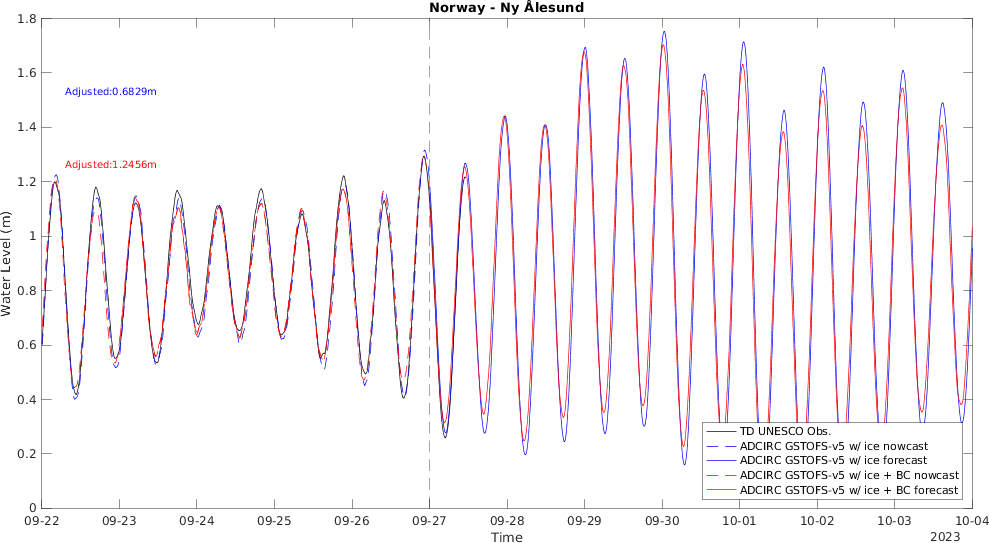 Norway - Ny Ålesund
1.8
1.6
1.4
1.2
1
0.8
0.6
0.4
0.2
0
Water Level (m)
Adjusted:0.6829m
Adjusted:1.2456m
TD UNESCO Obs.
ADCIRC GSTOFS-v5 w/ ice nowcast
ADCIRC GSTOFS-v5 w/ ice forecast
ADCIRC GSTOFS-v5 w/ ice + BC nowcast
ADCIRC GSTOFS-v5 w/ ice + BC forecast
09-22 09-23 09-24 09-25 09-26 09-27 09-28 09-29 09-30 10-01 10-02 10-03 10-04
Time
2023